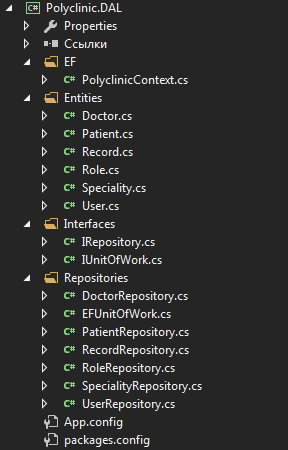 C# Polyclinic.DAL
Properties
Ссылки
EF
C# PolyclinicContext.cs
Entities
C# Doctor.cs
C# Patient.cs
C# Record.cs
C# Role.cs
C# Speciality.cs
C# User.cs
Interfaces
C# IRepository.cs
C# IUnitOfWork.cs
Repositories
C# DoctorRepository.cs
C# EFUnitOfWork.cs
C# PatientRepository.cs
C# RecordRepository.cs
C# RoleRepository.cs
C# SpecialityRepository.cs
C# UserRepository.cs
App.config
packages.config